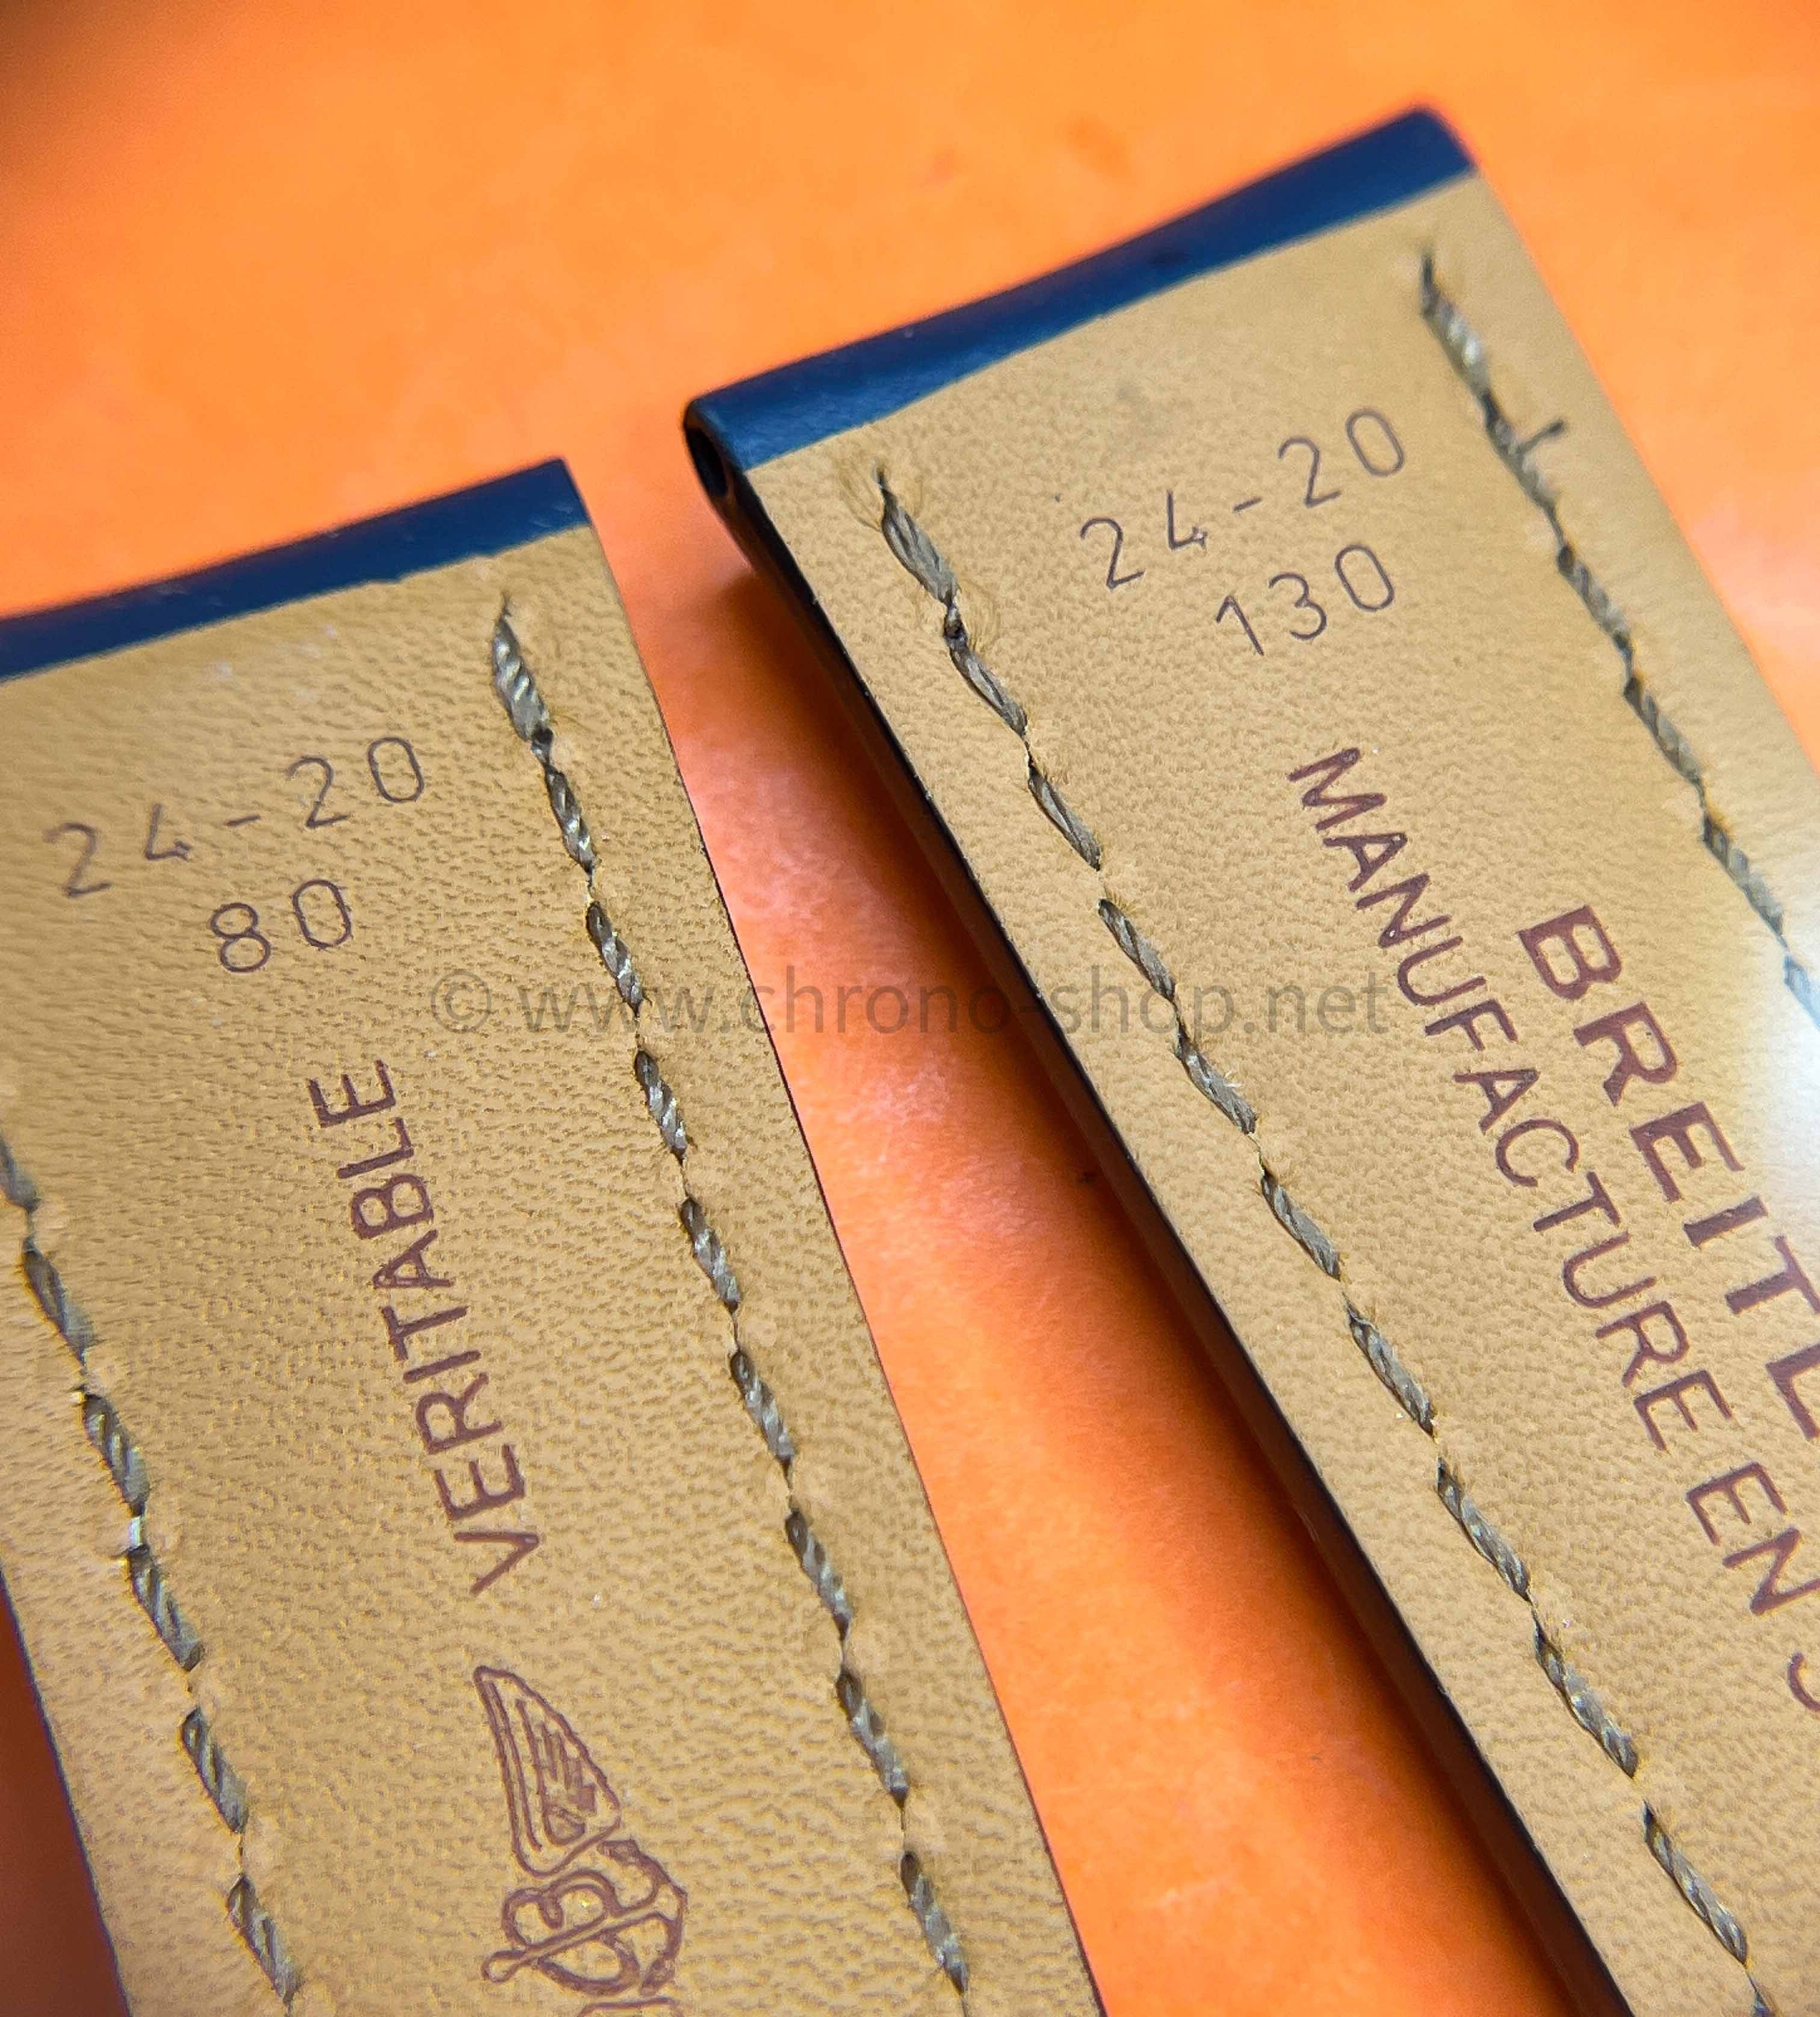 24-20
80
VERITABLE
24-20
130
BREITL
MANUFACTURE EN
© www.chrono-shop.net